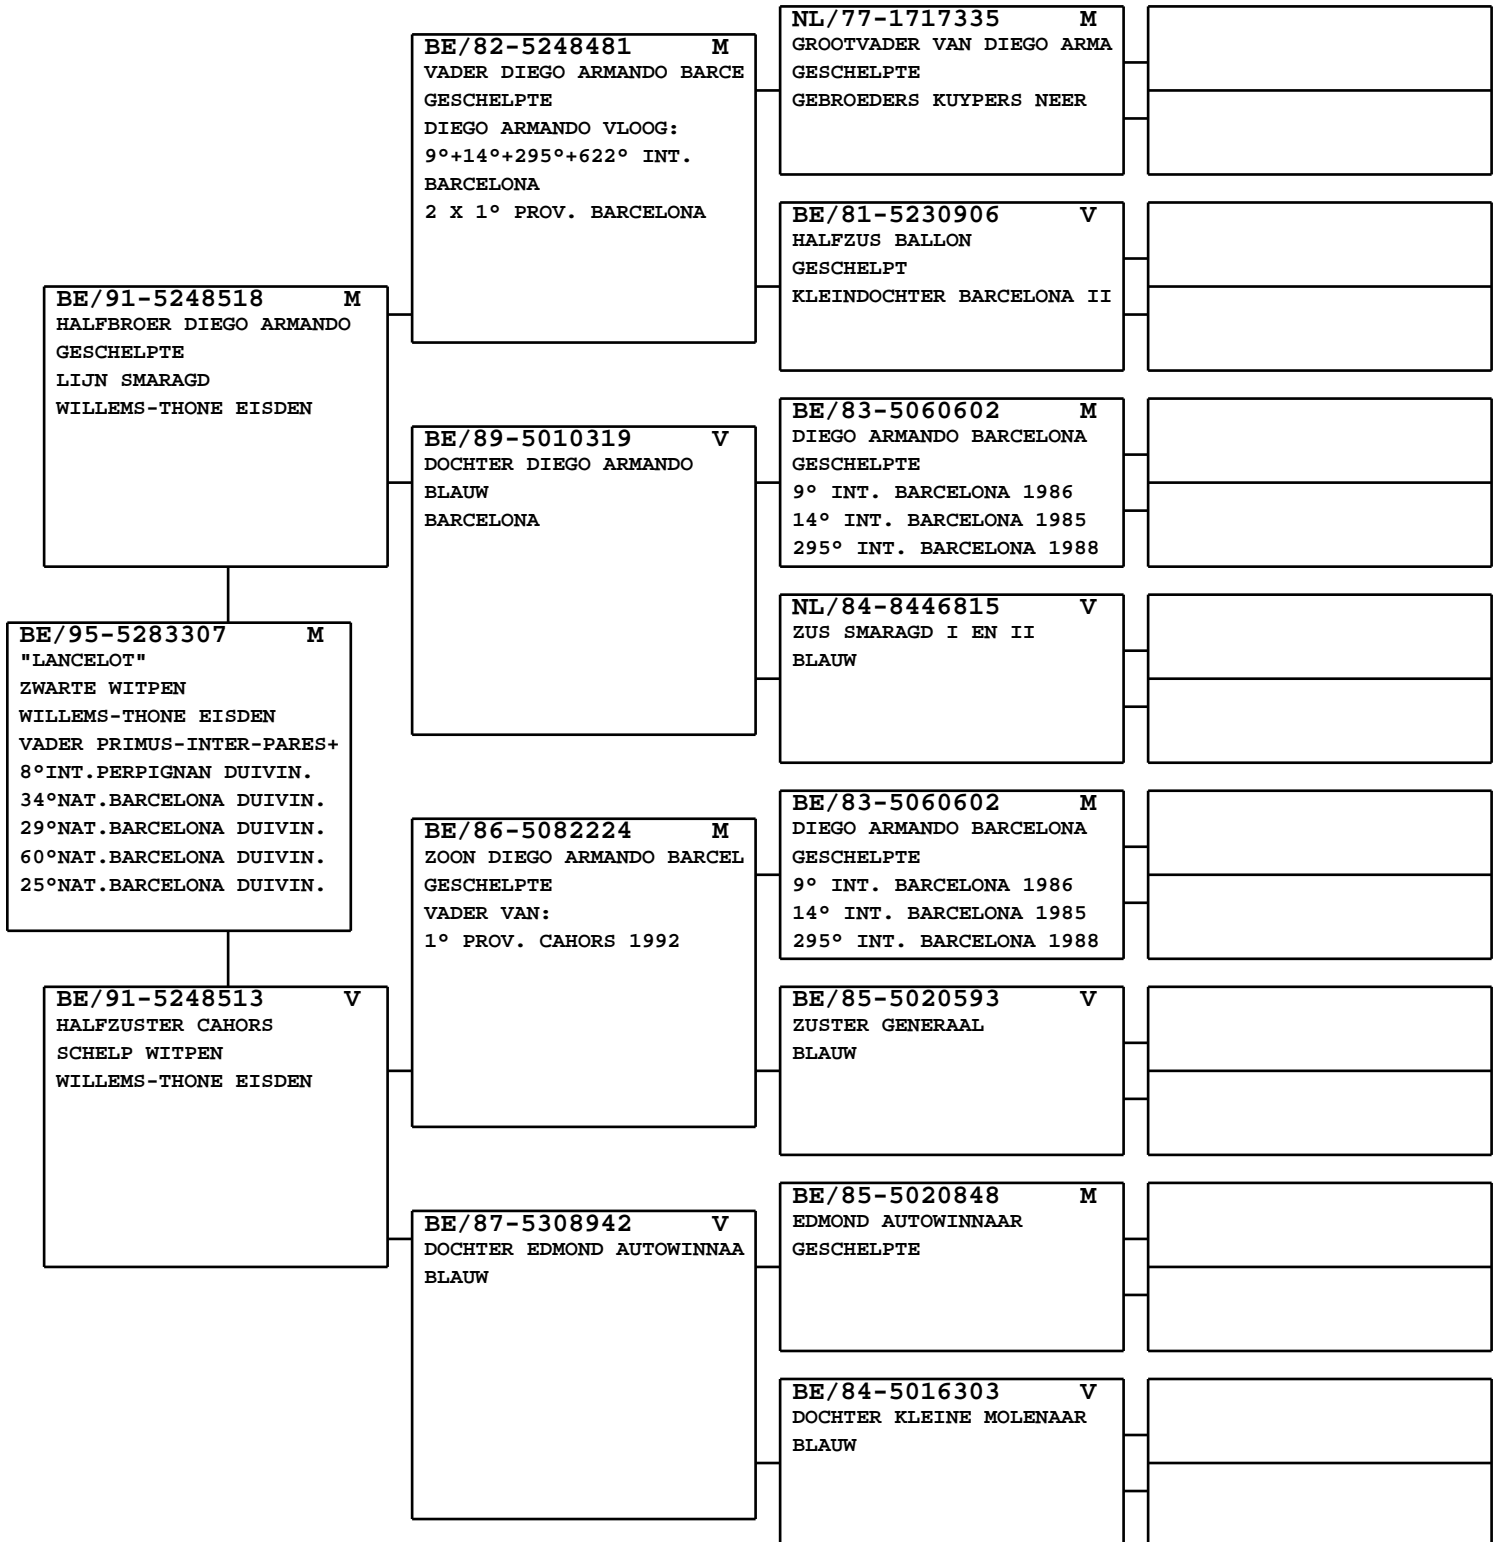 NL/77-1717335 M
GROOTVADER VAN DIEGO ARMA
GESCHELPTE
GEBROEDERS KUYPERS NEER
BE/82-5248481 M
VADER DIEGO ARMANDO BARCE
GESCHELPTE
DIEGO ARMANDO VLOOG:
9°+14°+295°+622° INT.
BARCELONA
2 X 1° PROV. BARCELONA
BE/81-5230906 V
HALFZUS BALLON
GESCHELPT
KLEINDOCHTER BARCELONA II
BE/91-5248518 M
HALFBROER DIEGO ARMANDO
GESCHELPTE
LIJN SMARAGD
WILLEMS-THONE EISDEN
BE/83-5060602 M
DIEGO ARMANDO BARCELONA
GESCHELPTE
9° INT. BARCELONA 1986
14° INT. BARCELONA 1985
295° INT. BARCELONA 1988
BE/89-5010319 V
DOCHTER DIEGO ARMANDO
BLAUW
BARCELONA
NL/84-8446815 V
ZUS SMARAGD I EN II
BLAUW
BE/95-5283307 M
"LANCELOT"
ZWARTE WITPEN
WILLEMS-THONE EISDEN
VADER PRIMUS-INTER-PARES+
8°INT.PERPIGNAN DUIVIN.
34°NAT.BARCELONA DUIVIN.
29°NAT.BARCELONA DUIVIN.
60°NAT.BARCELONA DUIVIN.
25°NAT.BARCELONA DUIVIN.
BE/83-5060602 M
DIEGO ARMANDO BARCELONA
GESCHELPTE
9° INT. BARCELONA 1986
14° INT. BARCELONA 1985
295° INT. BARCELONA 1988
BE/86-5082224 M
ZOON DIEGO ARMANDO BARCEL
GESCHELPTE
VADER VAN:
1° PROV. CAHORS 1992
BE/85-5020593 V
ZUSTER GENERAAL
BLAUW
BE/91-5248513 V
HALFZUSTER CAHORS
SCHELP WITPEN
WILLEMS-THONE EISDEN
BE/85-5020848 M
EDMOND AUTOWINNAAR
GESCHELPTE
BE/87-5308942 V
DOCHTER EDMOND AUTOWINNAA
BLAUW
BE/84-5016303 V
DOCHTER KLEINE MOLENAAR
BLAUW